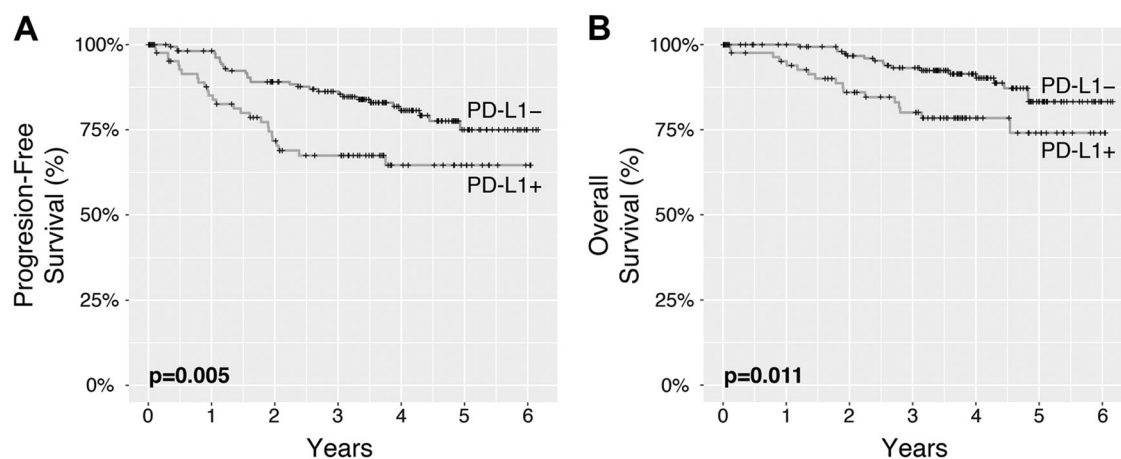 A
Progresion-Free
Survival (%)
100%
75%
50%
25%
0%
PD-L1−
PD-L1+
p=0.005
0 1 2 3 4 5 6
Years
B
Overall
Survival (%)
100%
75%
50%
25%
0%
PD-L1−
PD-L1+
p=0.011
0 1 2 3 4 5 6
Years